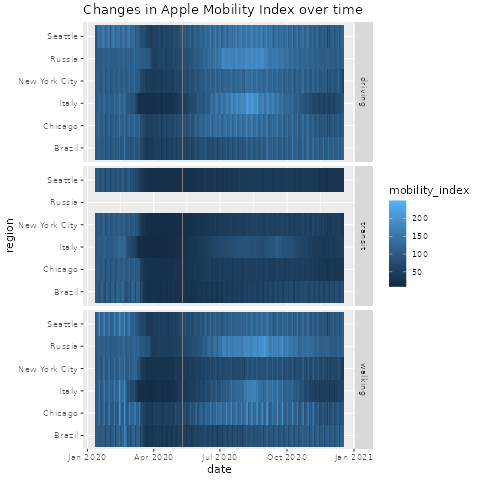 Changes in Apple Mobility Index over time
Seattle
Russia
New York City
Italy
Chicago
Brazil
driving
Seattle
Russia
New York City
Italy
Chicago
Brazil
transit
Seattle
Russia
New York City
Italy
Chicago
Brazil
walking
region
Jan 2020
Apr 2020
Jul 2020
Oct 2020
Jan 2021
date
mobility_index
200
150
100
50